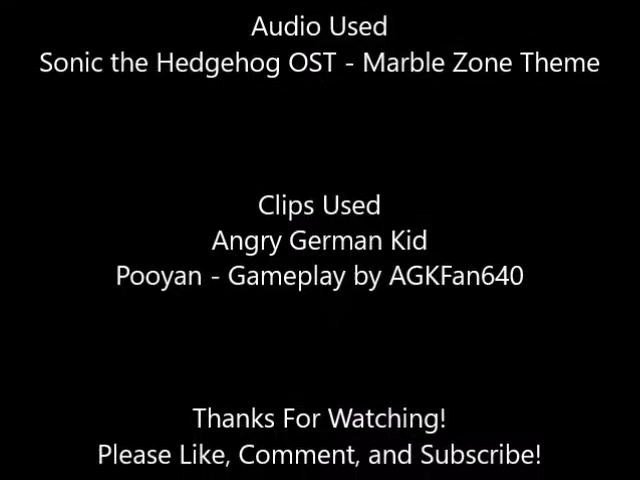 Audio Used
Sonic the Hedgehog OST - Marble Zone Theme
Clips Used
Angry German Kid
Pooyan - Gameplay by AGKFan640
Thanks For Watching!
Please Like, Comment, and Subscribe!